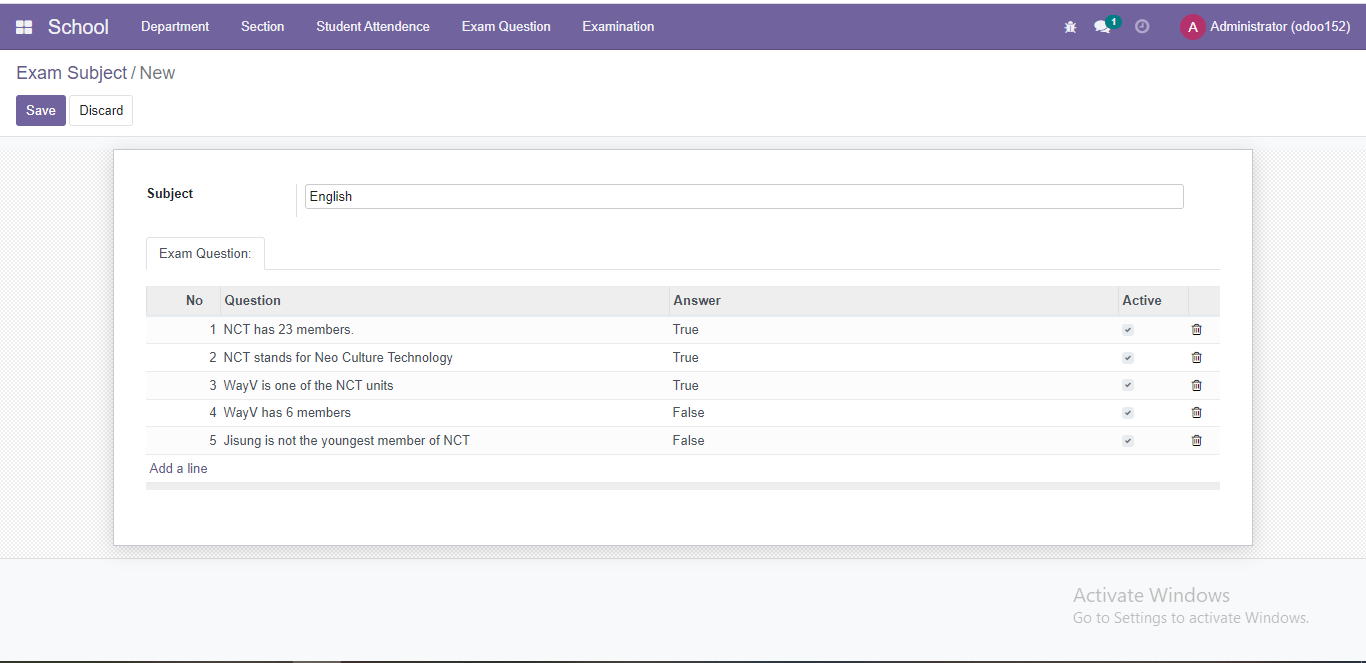 School Department Section Student Attendence Exam Question Examination 1 A Administrator (odoo152)
Exam Subject / New
Save Discard
Subject English
Exam Question:
No Question Answer Active
1 NCT has 23 members. True
2 NCT stands for Neo Culture Technology True
3 WayV is one of the NCT units True
4 WayV has 6 members False
5 Jisung is not the youngest member of NCT False
Add a line
Activate Windows
Go to Settings to activate Windows.